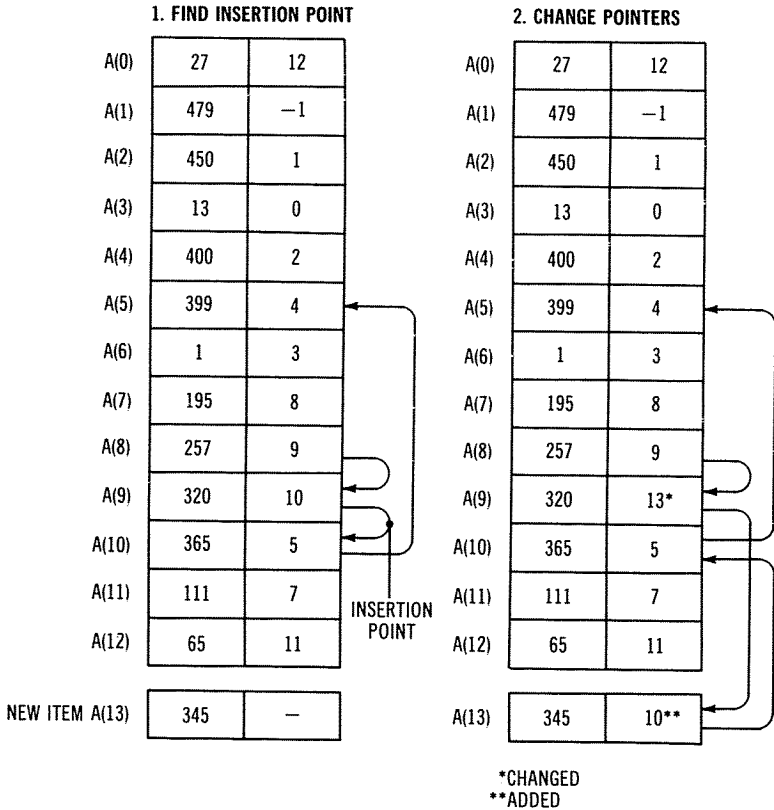 1. FIND INSERTION POINT
A(0) 27 12
A(1) 479 −1
A(2) 450 1
A(3) 13 0
A(4) 400 2
A(5) 399 4
A(6) 1 3
A(7) 195 8
A(8) 257 9
A(9) 320 10
A(10) 365 5
A(11) 111 7
A(12) 65 11
INSERTION
POINT
NEW ITEM A(13) 345 −
2. CHANGE POINTERS
A(0) 27 12
A(1) 479 −1
A(2) 450 1
A(3) 13 0
A(4) 400 2
A(5) 399 4
A(6) 1 3
A(7) 195 8
A(8) 257 9
A(9) 320 13*
A(10) 365 5
A(11) 111 7
A(12) 65 11
A(13) 345 10**
*CHANGED
**ADDED